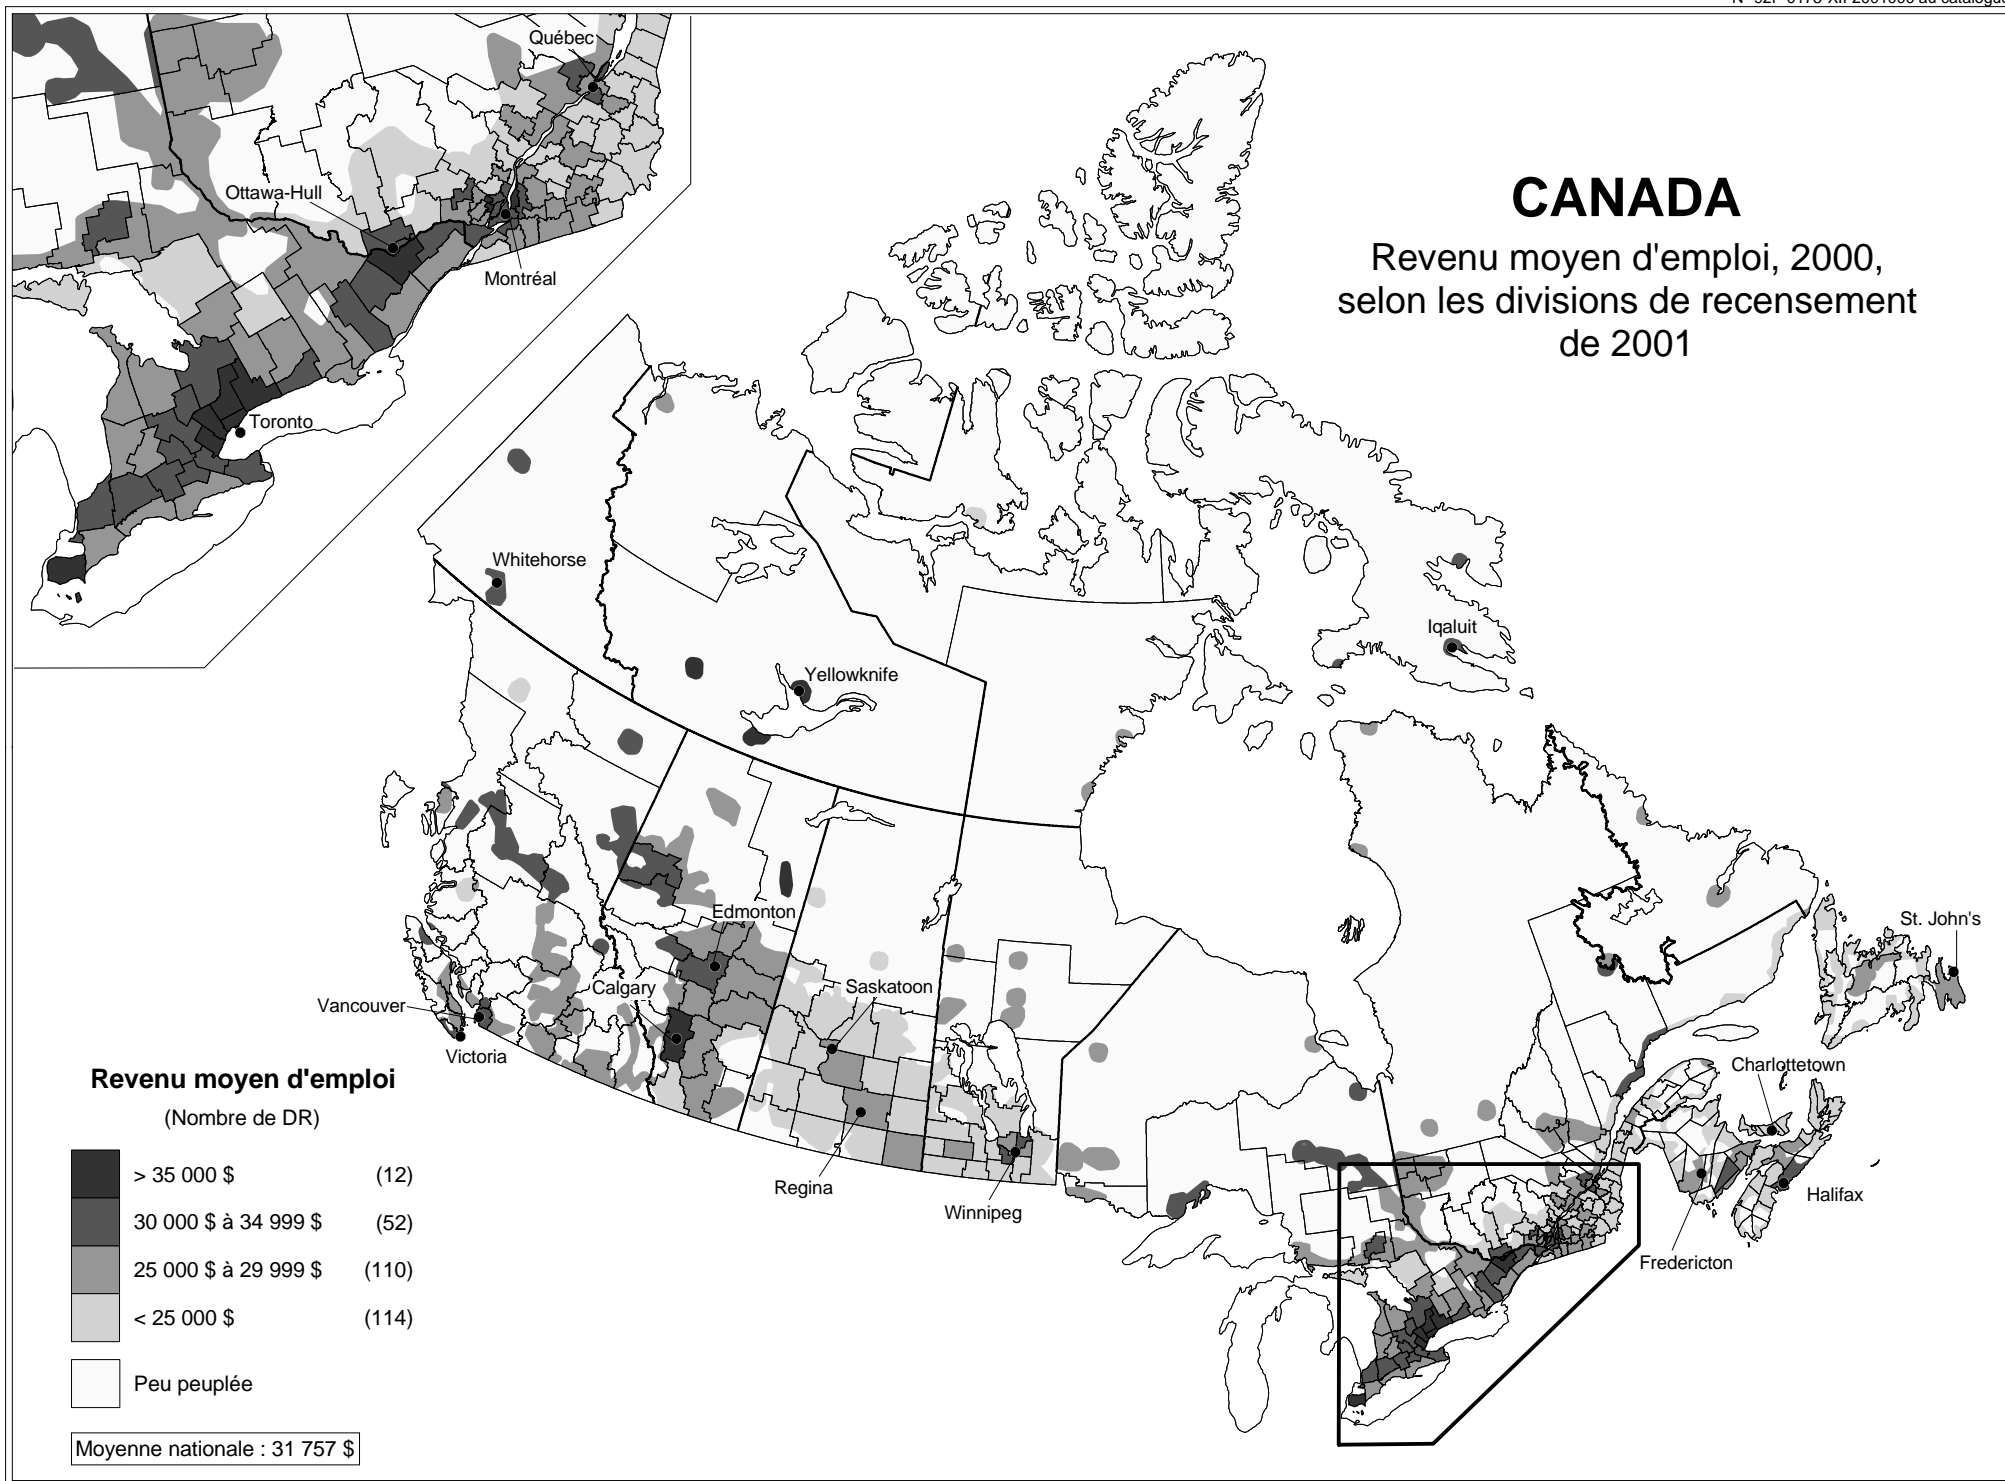 CANADA
Revenu moyen d'emploi, 2000,
selon les divisions de recensement
de 2001
Québec
Ottawa-Hull
Montréal
Toronto
Whitehorse
Yellowknife
Iqaluit
Edmonton
Calgary
Saskatoon
Vancouver
Victoria
Regina
Winnipeg
St. John's
Charlottetown
Halifax
Fredericton
Revenu moyen d'emploi
(Nombre de DR)
> 35 000 $ (12)
30 000 $ à 34 999 $ (52)
25 000 $ à 29 999 $ (110)
< 25 000 $ (114)
Peu peuplée
Moyenne nationale : 31 757 $